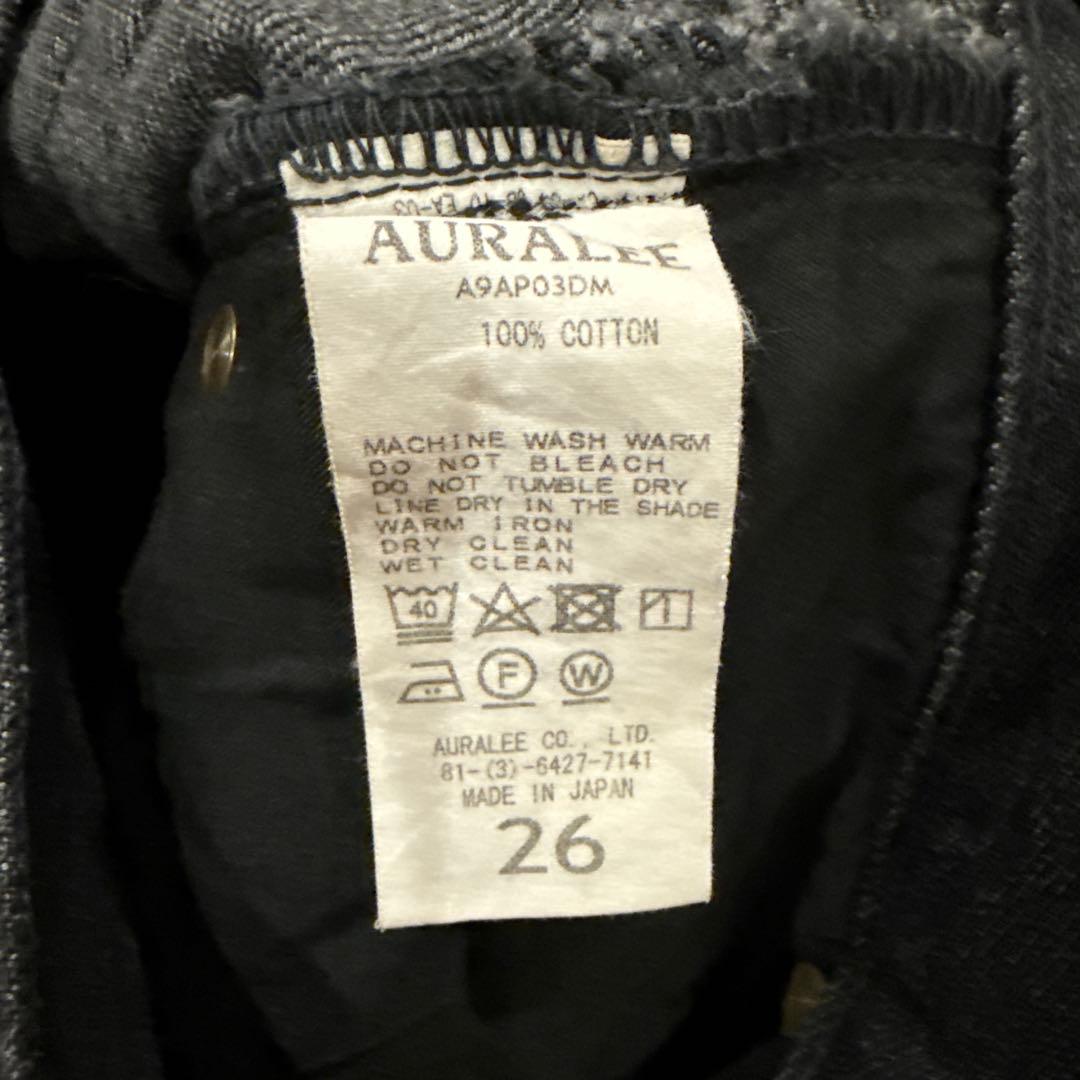 AURALEE
A9AP03DM
100% COTTON
MACHINE WASH WARM
DO NOT BLEACH
DO NOT TUMBLE DRY
LINE DRY IN THE SHADE
WARM IRON
DRY CLEAN
WET CLEAN
40
F W
AURALEE CO., LTD.
81-(3)-6427-7141
MADE IN JAPAN
26